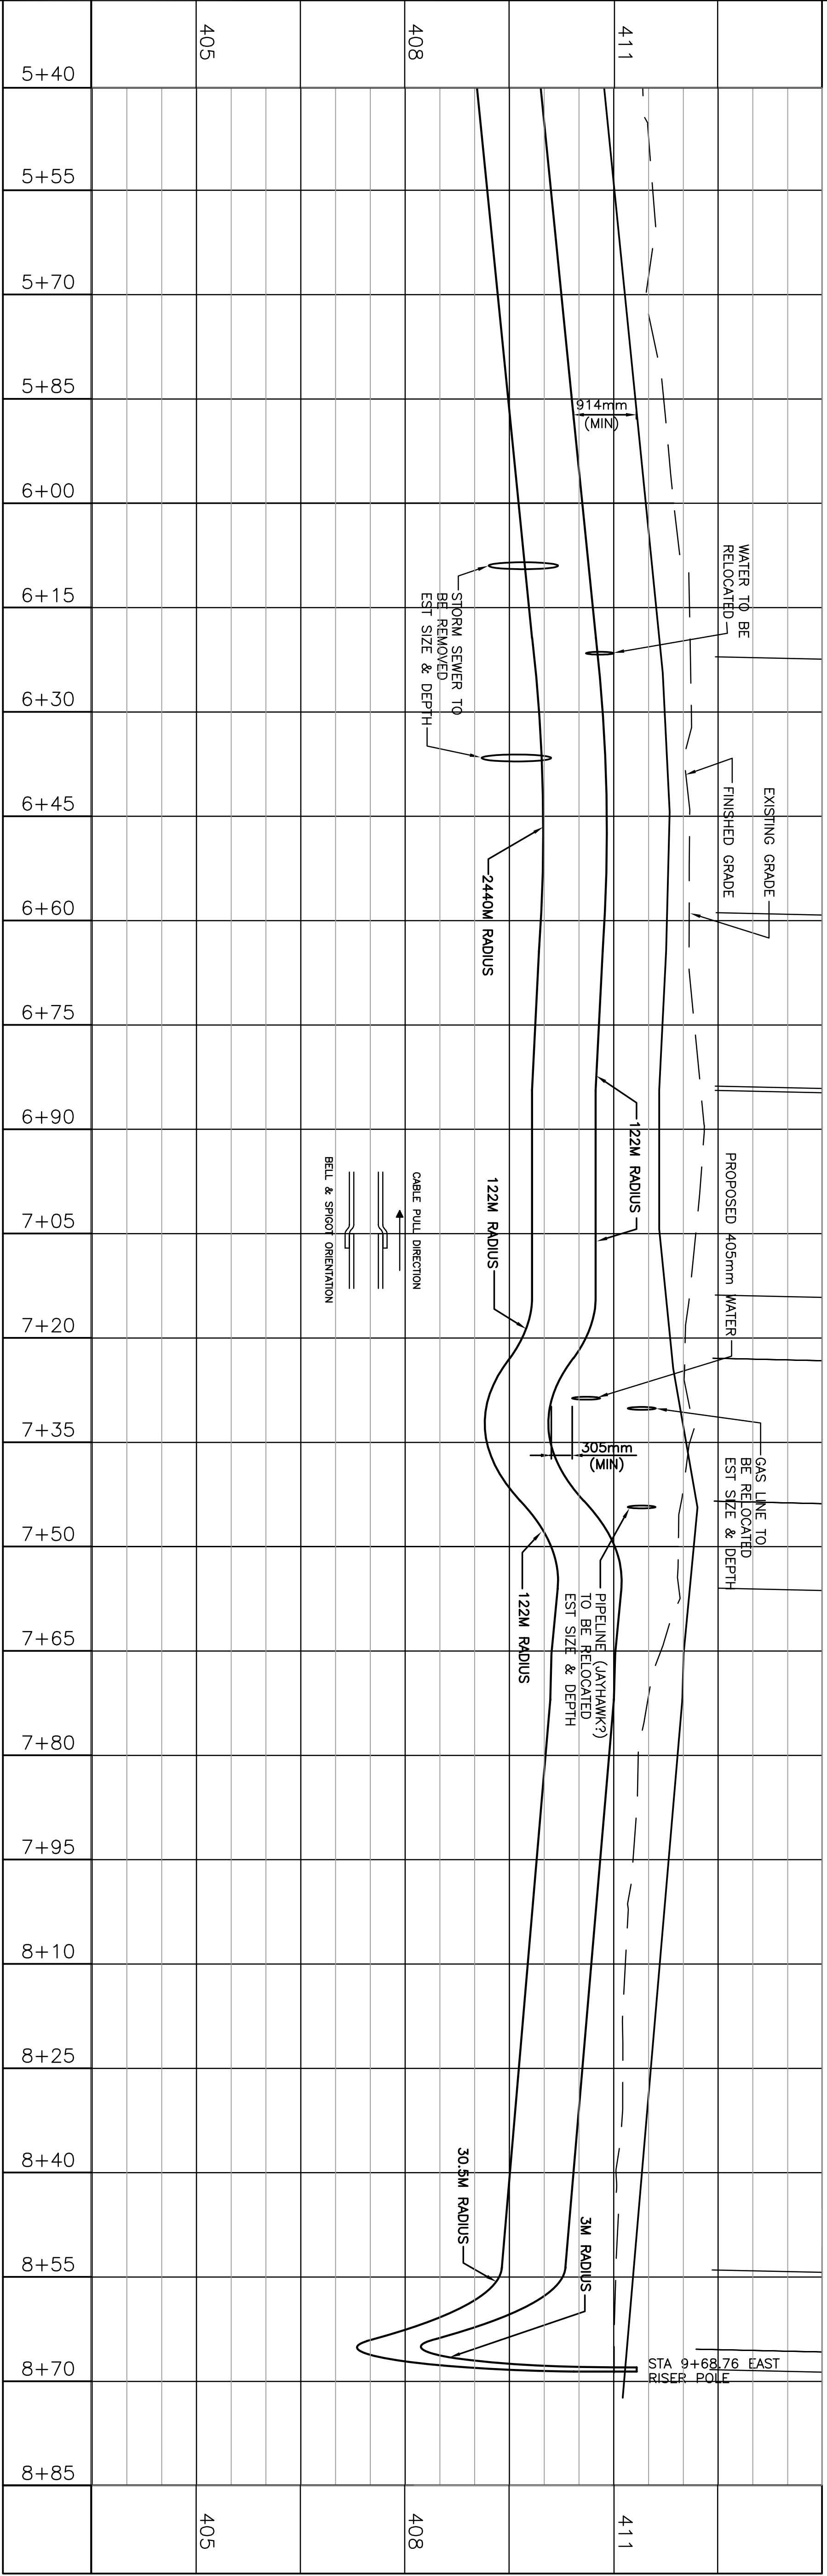 405
408
411
5+40
5+55
5+70
5+85
6+00
6+15
6+30
6+45
6+60
6+75
6+90
7+05
7+20
7+35
7+50
7+65
7+80
7+95
8+10
8+25
8+40
8+55
8+70
8+85
914mm
(MIN)
WATER TO BE
RELOCATED
STORM SEWER TO
BE REMOVED
EST SIZE & DEPTH
EXISTING GRADE
FINISHED GRADE
2440M RADIUS
122M RADIUS
PROPOSED 405mm WATER
122M RADIUS
CABLE PULL DIRECTION
BELL & SPIGOT ORIENTATION
305mm
(MIN)
GAS LINE TO
BE RELOCATED
EST SIZE & DEPTH
PIPELINE (JAYHAWK?)
TO BE RELOCATED
EST SIZE & DEPTH
122M RADIUS
30.5M RADIUS
3M RADIUS
STA 9+68.76 EAST
RISER POLE
405
408
411